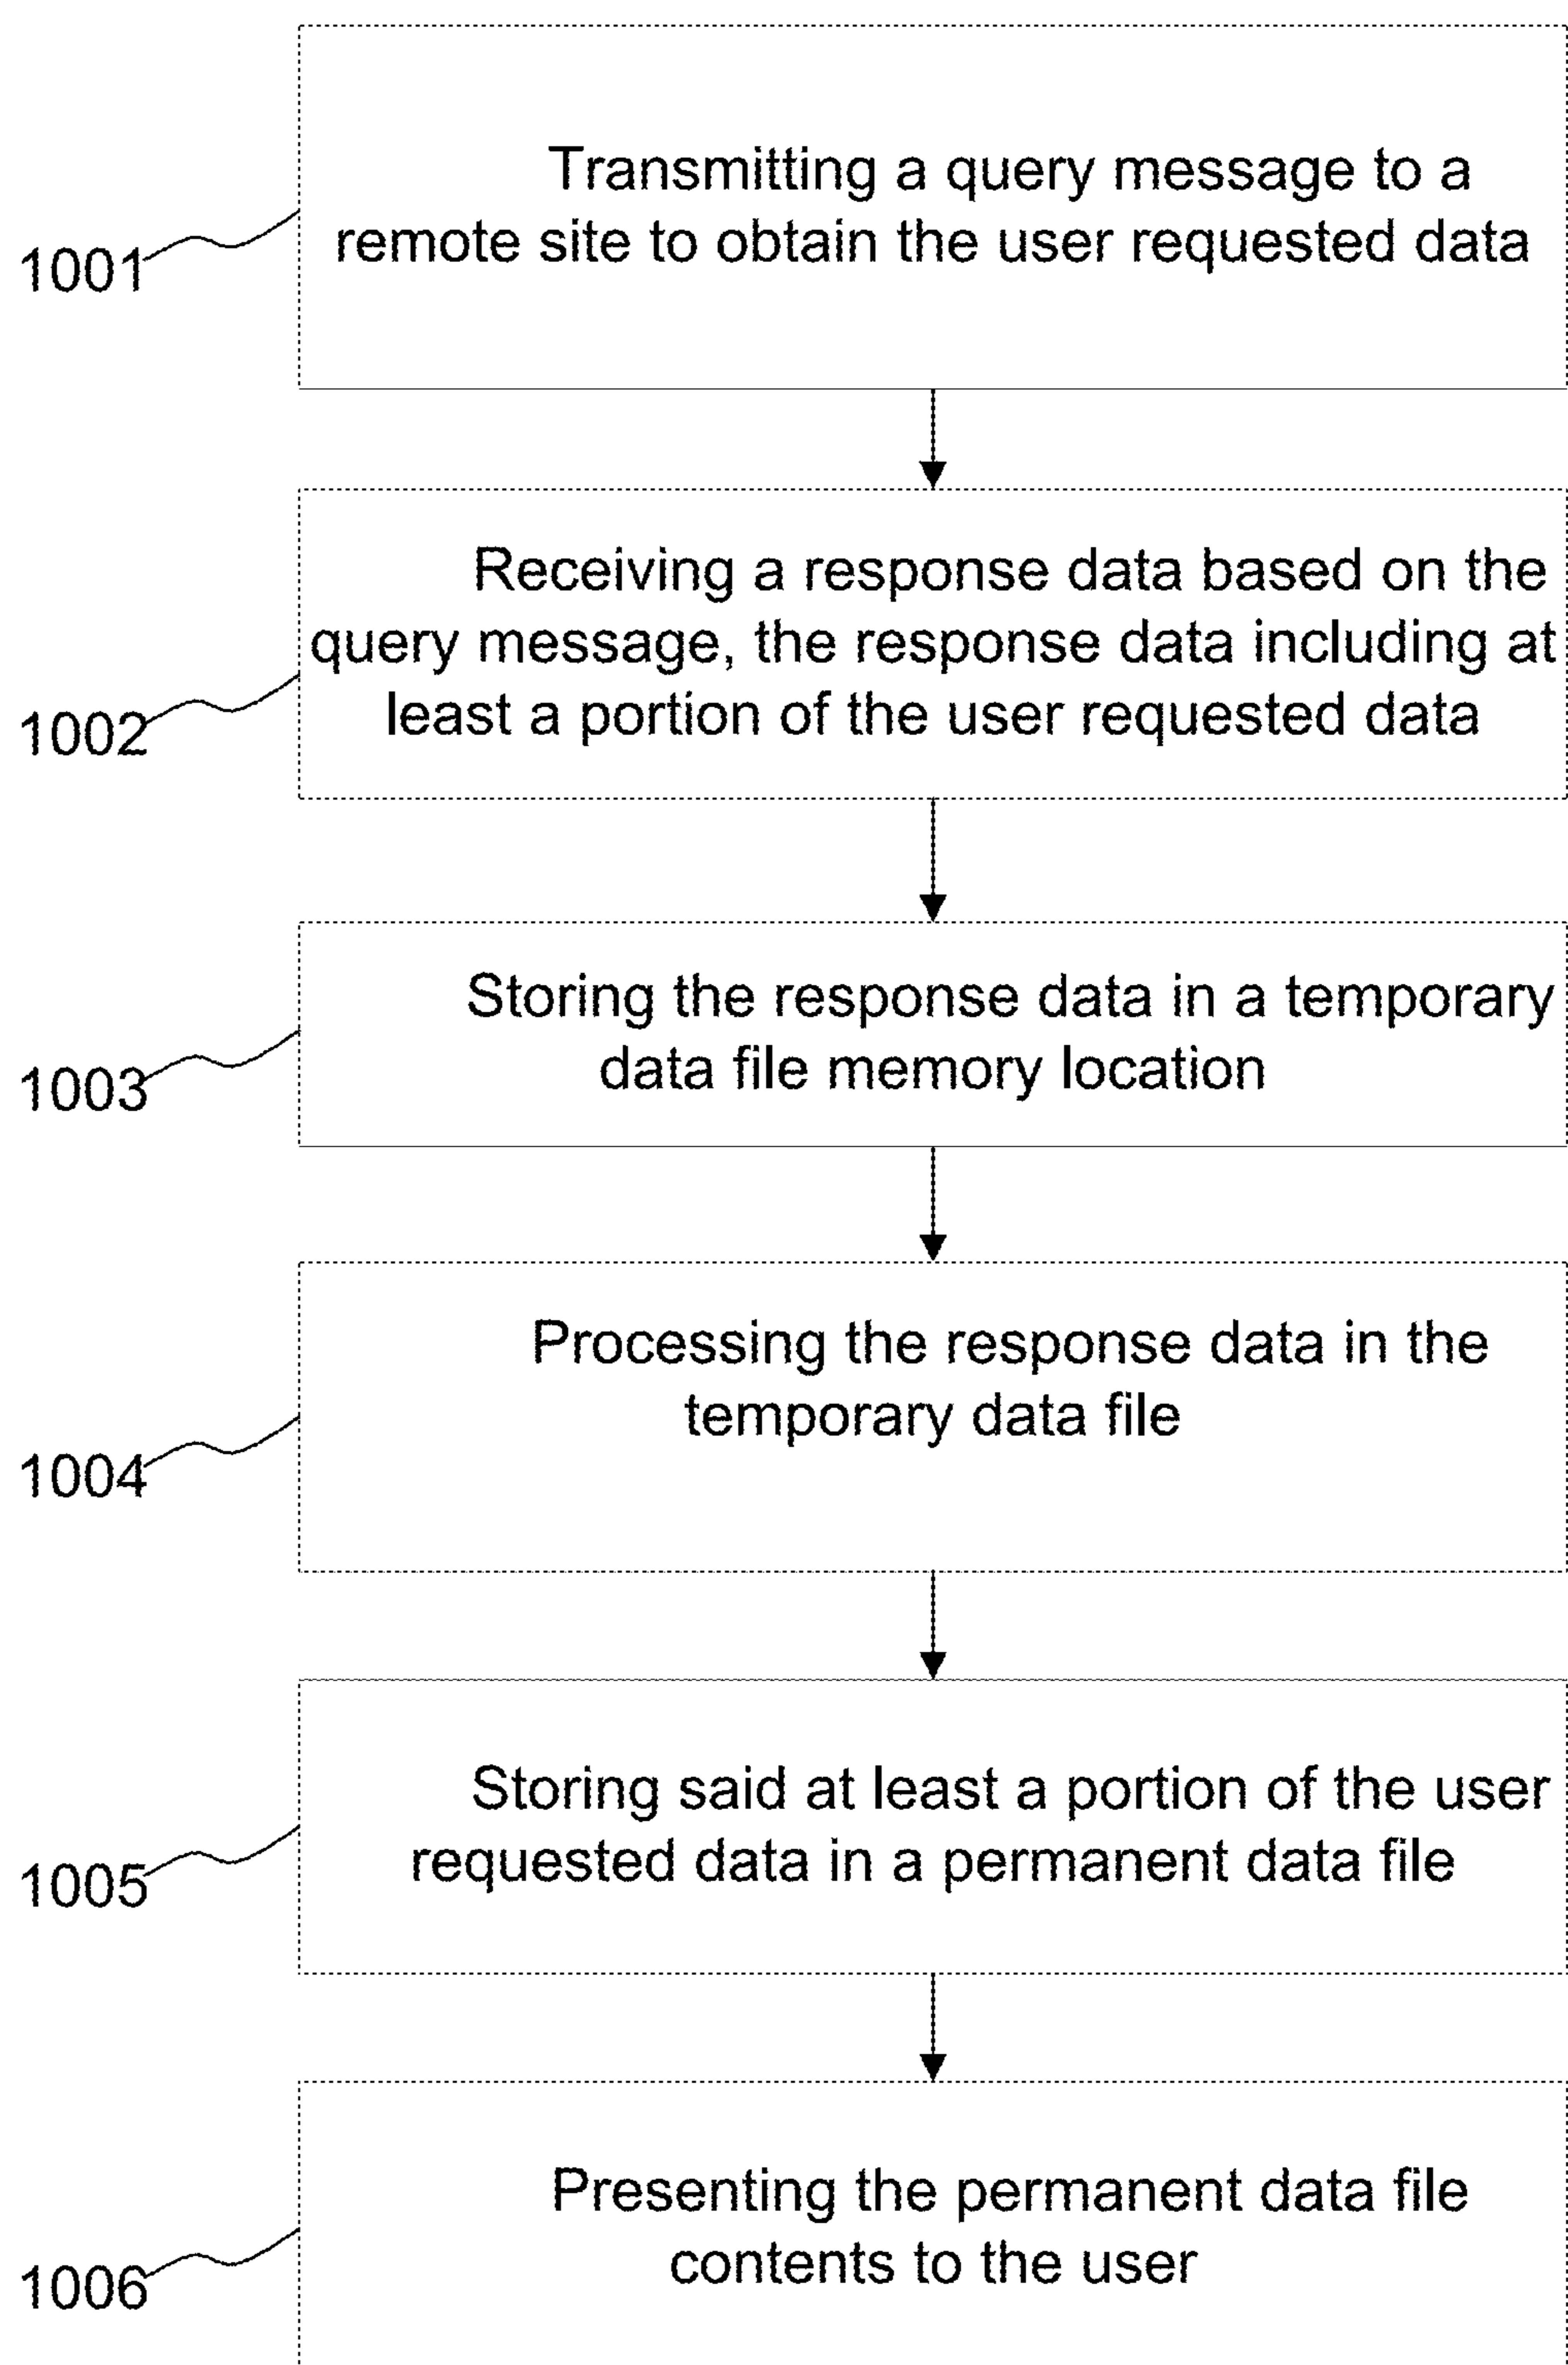 Transmitting a query message to a
remote site to obtain the user requested data
1001
Receiving a response data based on the
query message, the response data including at
least a portion of the user requested data
1002
Storing the response data in a temporary
data file memory location
1003
Processing the response data in the
temporary data file
1004
Storing said at least a portion of the user
requested data in a permanent data file
1005
Presenting the permanent data file
contents to the user
1006